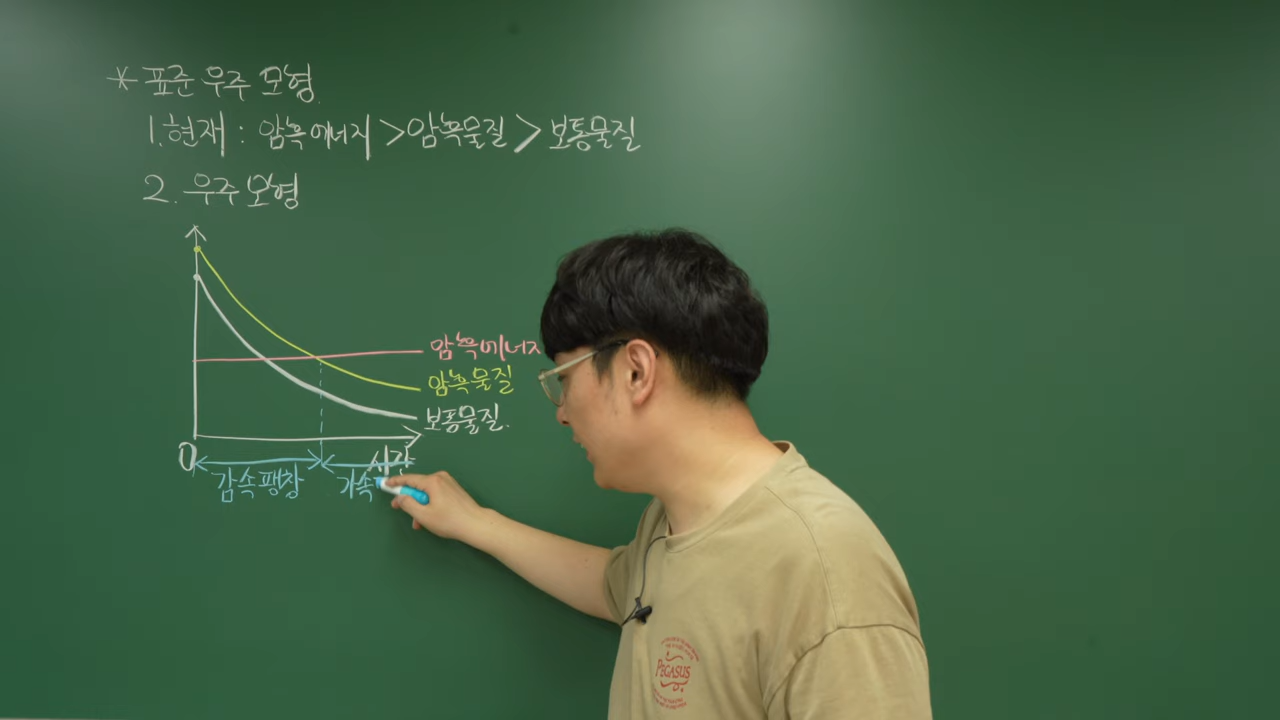 * 표준 우주 모형
1. 현재 : 암흑에너지 > 암흑물질 > 보통물질
2. 우주 모형
암흑에너지
암흑물질
보통물질.
0
시간
감속 팽창
가속
PEGASUS